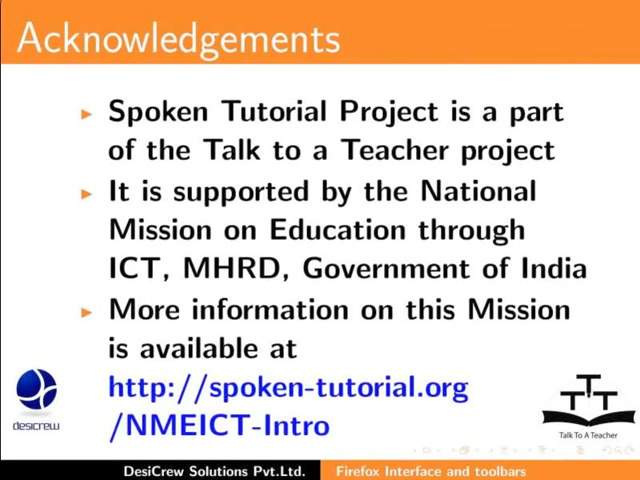 Acknowledgements
Spoken Tutorial Project is a part
of the Talk to a Teacher project
It is supported by the National
Mission on Education through
ICT, MHRD, Government of India
More information on this Mission
is available at
http://spoken-tutorial.org
/NMEICT-Intro
desicrew
TTT
Talk To A Teacher
DesiCrew Solutions Pvt.Ltd.
Firefox Interface and toolbars